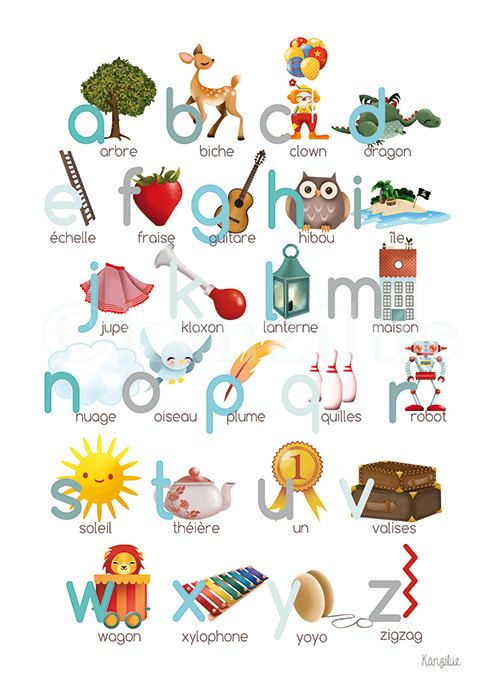 a b c d
arbre biche clown dragon
e f g h i
échelle fraise guitare hibou île
j k l m
jupe klaxon lanterne maison
n o p q r
nuage oiseau plume quilles robot
s t u v
1
soleil théière un valises
w x y z
wagon xylophone yoyo zigzag
Kanzilue